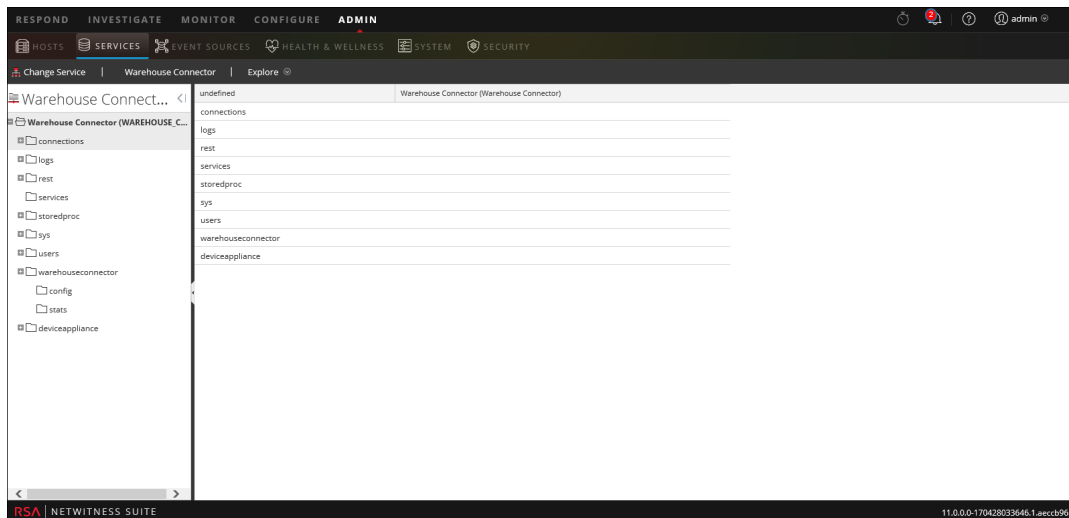 RESPOND INVESTIGATE MONITOR CONFIGURE ADMIN 2 admin
HOSTS SERVICES EVENT SOURCES HEALTH & WELLNESS SYSTEM SECURITY
Change Service | Warehouse Connector | Explore
Warehouse Connect...
Warehouse Connector (WAREHOUSE_C...
connections
logs
rest
services
storedproc
sys
users
warehouseconnector
config
stats
deviceappliance
undefined Warehouse Connector (Warehouse Connector)
connections
logs
rest
services
storedproc
sys
users
warehouseconnector
deviceappliance
RSA | NETWITNESS SUITE 11.0.0.0-170428033646.1.aeccb96